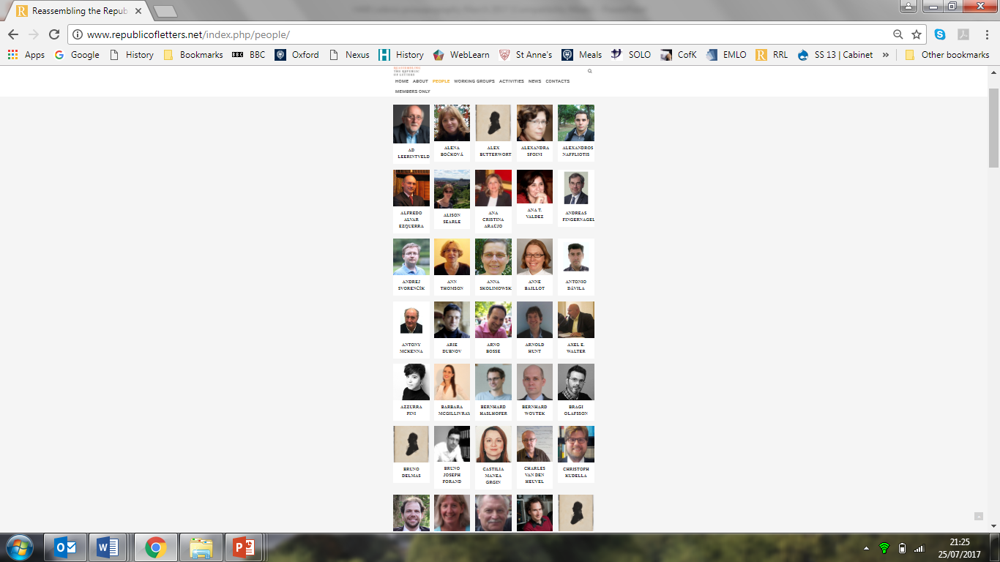 Reassembling the Repub
www.republicofletters.net/index.php/people/
Apps Google History Bookmarks BBC BBC Oxford Nexus H History WebLearn St Anne's Meals SOLO CofK EMLO R RRL SS 13 | Cabinet » Other bookmarks
REASSEMBLING
THE REPUBLIC
OF LETTERS
HOME ABOUT PEOPLE WORKING GROUPS ACTIVITIES NEWS CONTACTS
MEMBERS ONLY
AD
LEERINTVELD
ALENA
BOČKOVÁ
ALEX
BUTTERWORT
ALEXANDRA
SFOINI
ALEXANDROS
NAFPLIOTIS
ALFREDO
ALVAR
EZQUERRA
ALISON
SEARLE
ANA
CRISTINA
ARAÚJO
ANA T.
VALDEZ
ANDREAS
FINGERNAGEL
ANDREJ
SVORENČÍK
ANN
THOMSON
ANNA
SKOLIMOWSK
ANNE
BAILLOT
ANTONIO
DÁVILA
ANTONY
MCKENNA
ARIE
DUBNOV
ARNO
BOSSE
ARNOLD
HUNT
AXEL E.
WALTER
AZZURRA
PINI
BARBARA
MCGILLIVRAY
BERNHARD
HASLHOFER
BERNHARD
WOYTEK
BRAGI
OLAFSSON
BRUNO
DELMAS
BRUNO
JOSEPH
FORAND
CASTILIA
MANEA
GRGIN
CHARLES
VAN DEN
HEUVEL
CHRISTOPH
KUDELLA
21:25
25/07/2017